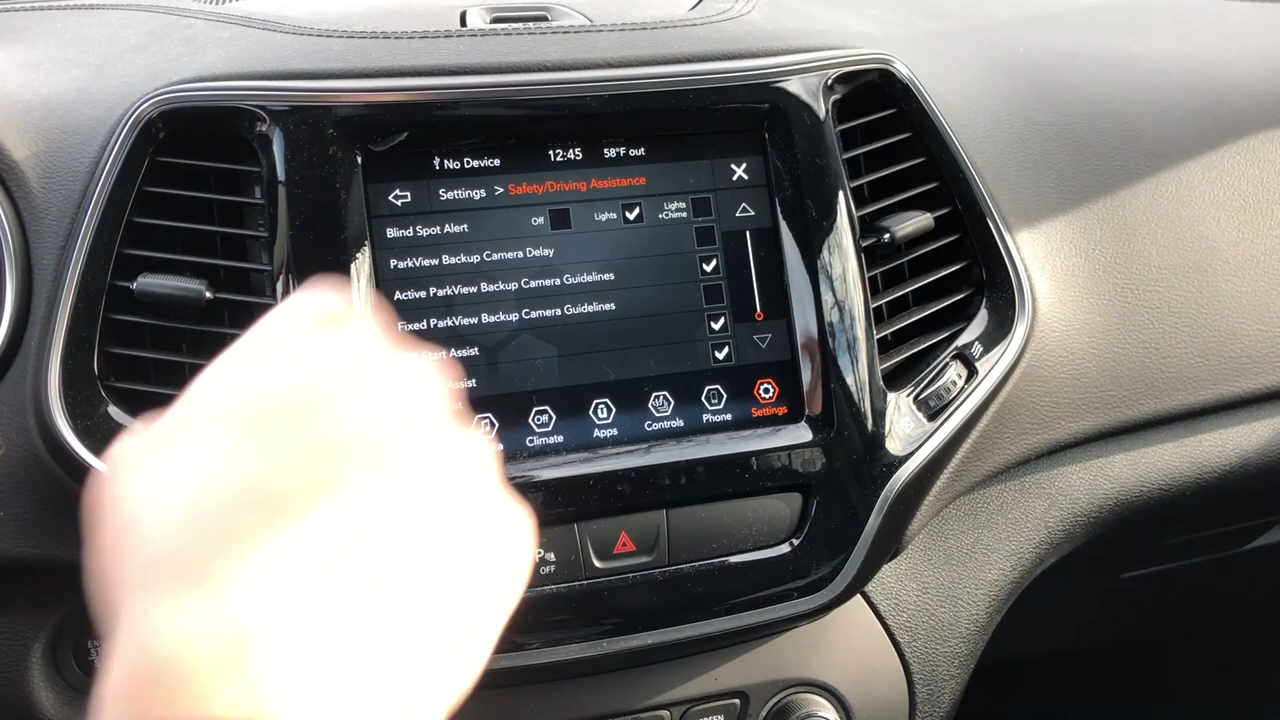 No Device 12:45 58°F out
Settings > Safety/Driving Assistance
Blind Spot Alert Off Lights Lights
+Chime
ParkView Backup Camera Delay
Active ParkView Backup Camera Guidelines
Fixed ParkView Backup Camera Guidelines
Start Assist
Assist
Climate Apps Controls Phone Settings
Off
P
OFF